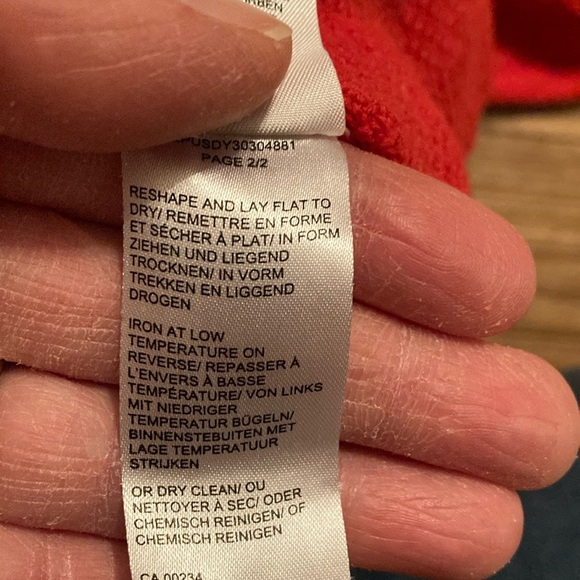 USDY30304881
PAGE 2/2
RESHAPE AND LAY FLAT TO
DRY/ REMETTRE EN FORME
ET SÉCHER À PLAT/ IN FORM
ZIEHEN UND LIEGEND
TROCKNEN/ IN VORM
TREKKEN EN LIGGEND
DROGEN
IRON AT LOW
TEMPERATURE ON
REVERSE/ REPASSER À
L'ENVERS À BASSE
TEMPÉRATURE/ VON LINKS
MIT NIEDRIGER
TEMPERATUR BÜGELN/
BINNENSTEBUITEN MET
LAGE TEMPERATUUR
STRIJKEN
OR DRY CLEAN/ OU
NETTOYER À SEC/ ODER
CHEMISCH REINIGEN/ OF
CHEMISCH REINIGEN
CA 00234